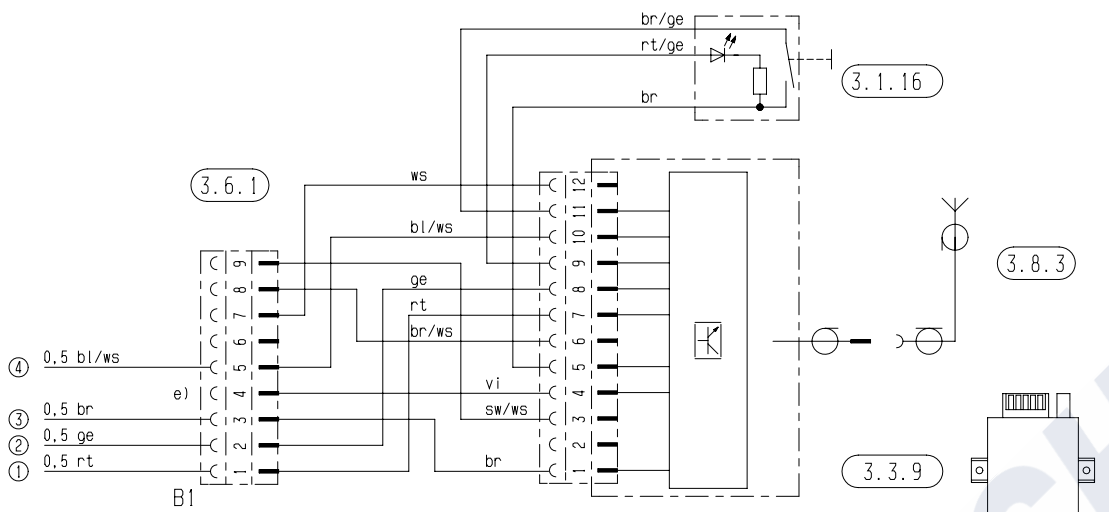 br/ge
rt/ge
br
3.1.16
3.6.1
ws
bl/ws
ge
rt
br/ws
vi
sw/ws
br
12
11
10
9
8
7
6
5
4
3
2
1
9
8
7
6
5
4
3
2
1
④ 0,5 bl/ws
e)
③ 0,5 br
② 0,5 ge
① 0,5 rt
B1
3.8.3
3.3.9